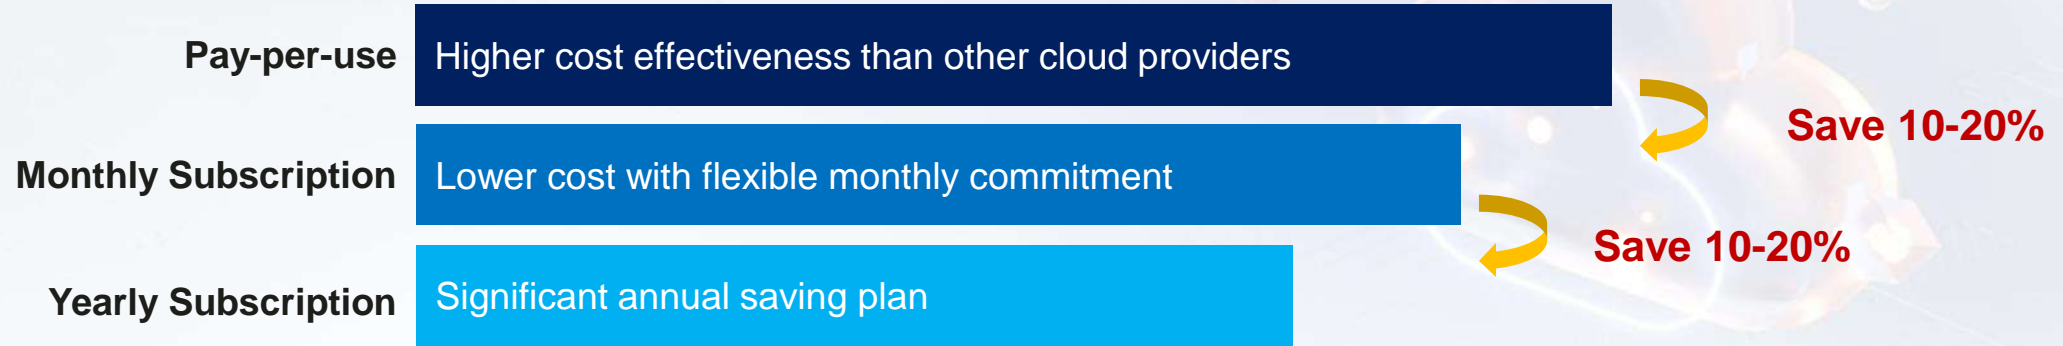 Pay-per-use
Higher cost effectiveness than other cloud providers
Save 10-20%
Monthly Subscription
Lower cost with flexible monthly commitment
Save 10-20%
Yearly Subscription
Significant annual saving plan